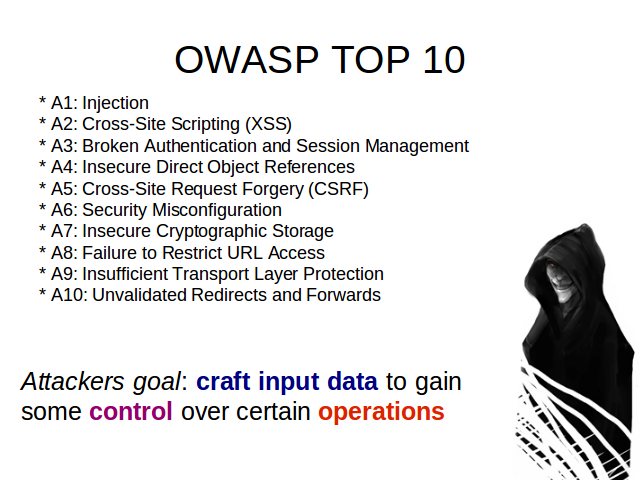 OWASP TOP 10
* A1: Injection
* A2: Cross-Site Scripting (XSS)
* A3: Broken Authentication and Session Management
* A4: Insecure Direct Object References
* A5: Cross-Site Request Forgery (CSRF)
* A6: Security Misconfiguration
* A7: Insecure Cryptographic Storage
* A8: Failure to Restrict URL Access
* A9: Insufficient Transport Layer Protection
* A10: Unvalidated Redirects and Forwards
Attackers goal: craft input data to gain
some control over certain operations